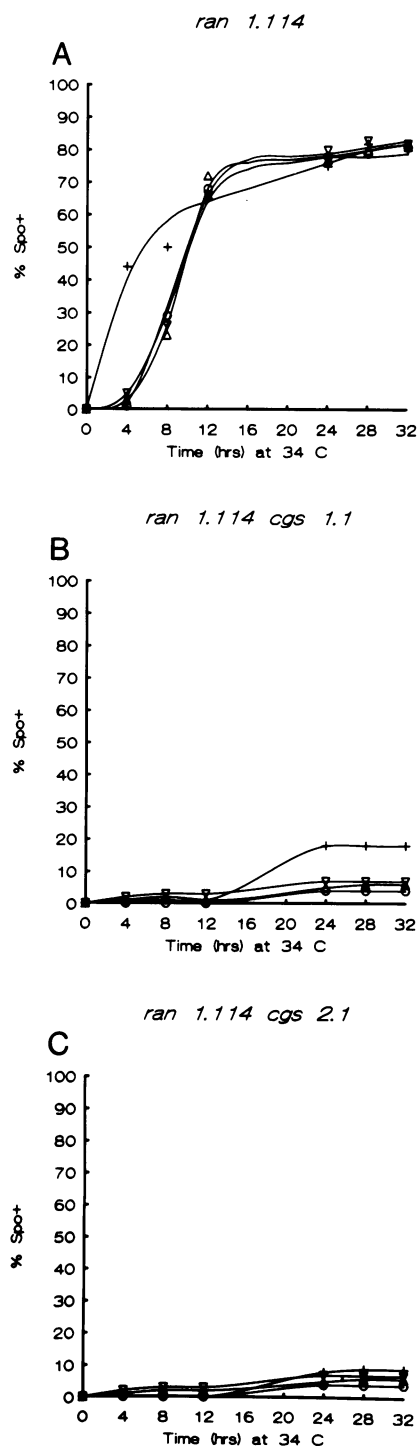 ran 1.114
A
100
90
80
70
60
50
40
30
20
10
0
% Spo+
0 4 8 12 16 20 24 28 32
Time (hrs) at 34 C
ran 1.114 cgs 1.1
B
100
90
80
70
60
50
40
30
20
10
0
% Spo+
0 4 8 12 16 20 24 28 32
Time (hrs) at 34 C
ran 1.114 cgs 2.1
C
100
90
80
70
60
50
40
30
20
10
0
% Spo+
0 4 8 12 16 20 24 28 32
Time (hrs) at 34 C